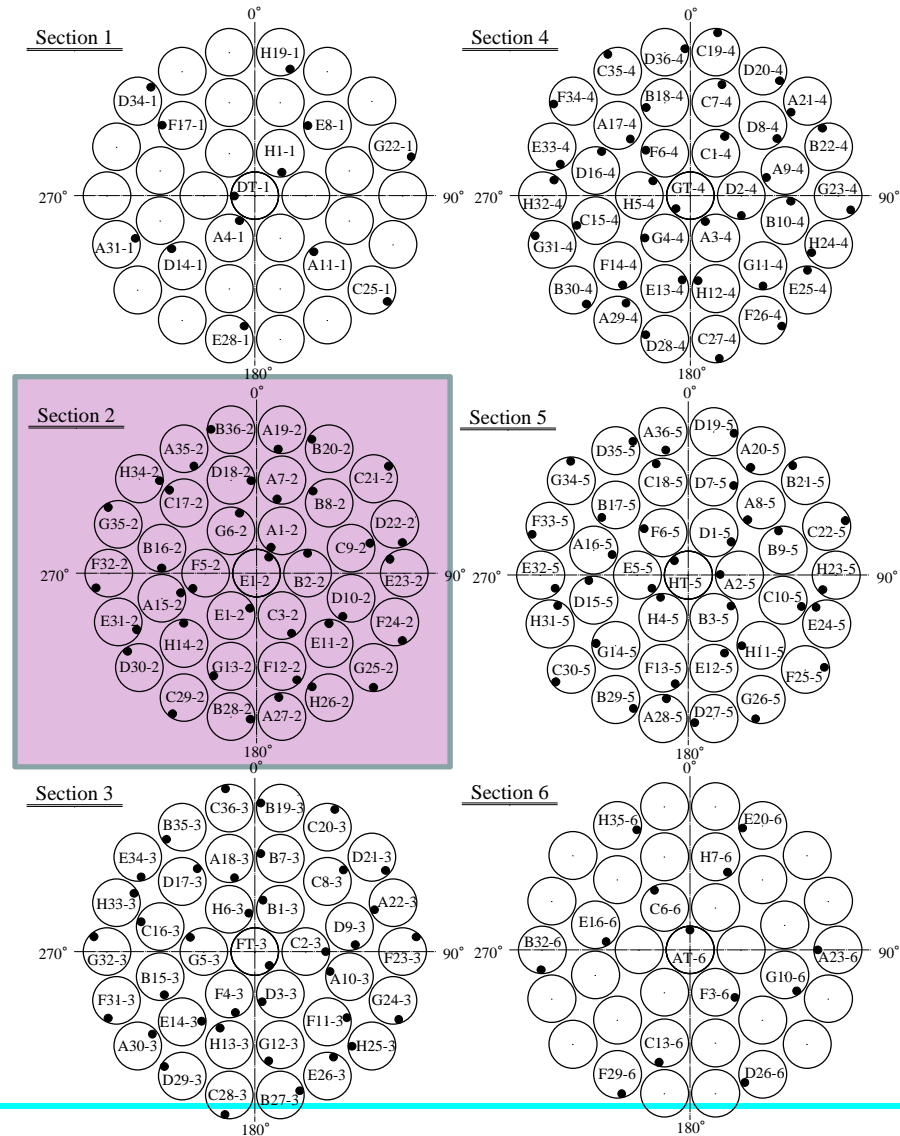 Section 1
0°
H19-1
D34-1
F17-1
E8-1
G22-1
H1-1
270°
DT-1
90°
A31-1
A4-1
D14-1
A11-1
C25-1
E28-1
180°
Section 4
0°
D36-4
C19-4
C35-4
D20-4
F34-4
B18-4
C7-4
A21-4
A17-4
D8-4
B22-4
E33-4
D16-4
F6-4
C1-4
A9-4
270°
H32-4
H5-4
GT-4
D2-4
G23-4
90°
G31-4
C15-4
G4-4
A3-4
B10-4
H24-4
B30-4
F14-4
E13-4
H12-4
G11-4
E25-4
A29-4
F26-4
D28-4
C27-4
180°
Section 2
0°
B36-2
A19-2
A35-2
B20-2
H34-2
D18-2
A7-2
C21-2
C17-2
B8-2
G35-2
G6-2
A1-2
D22-2
B16-2
C9-2
270°
F32-2
F5-2
E1-2
B2-2
E23-2
90°
A15-2
D10-2
E31-2
E1-2
C3-2
F24-2
H14-2
E11-2
D30-2
G13-2
F12-2
G25-2
C29-2
H26-2
B28-2
A27-2
180°
Section 5
0°
A36-5
D19-5
D35-5
A20-5
G34-5
C18-5
D7-5
B21-5
B17-5
A8-5
F33-5
F6-5
D1-5
C22-5
A16-5
B9-5
270°
E32-5
E5-5
HT-5
A2-5
H23-5
90°
D15-5
C10-5
H31-5
H4-5
B3-5
E24-5
G14-5
H11-5
C30-5
F13-5
E12-5
F25-5
B29-5
G26-5
A28-5
D27-5
180°
Section 3
0°
C36-3
B19-3
B35-3
C20-3
E34-3
A18-3
B7-3
D21-3
D17-3
C8-3
H33-3
H6-3
B1-3
A22-3
C16-3
D9-3
270°
G32-3
G5-3
FT-3
C2-3
F23-3
90°
B15-3
A10-3
F31-3
F4-3
D3-3
G24-3
E14-3
F11-3
A30-3
H13-3
G12-3
H25-3
D29-3
E26-3
C28-3
B27-3
180°
Section 6
0°
H35-6
E20-6
H7-6
C6-6
E16-6
270°
B32-6
AT-6
A23-6
90°
G10-6
F3-6
C13-6
F29-6
D26-6
180°